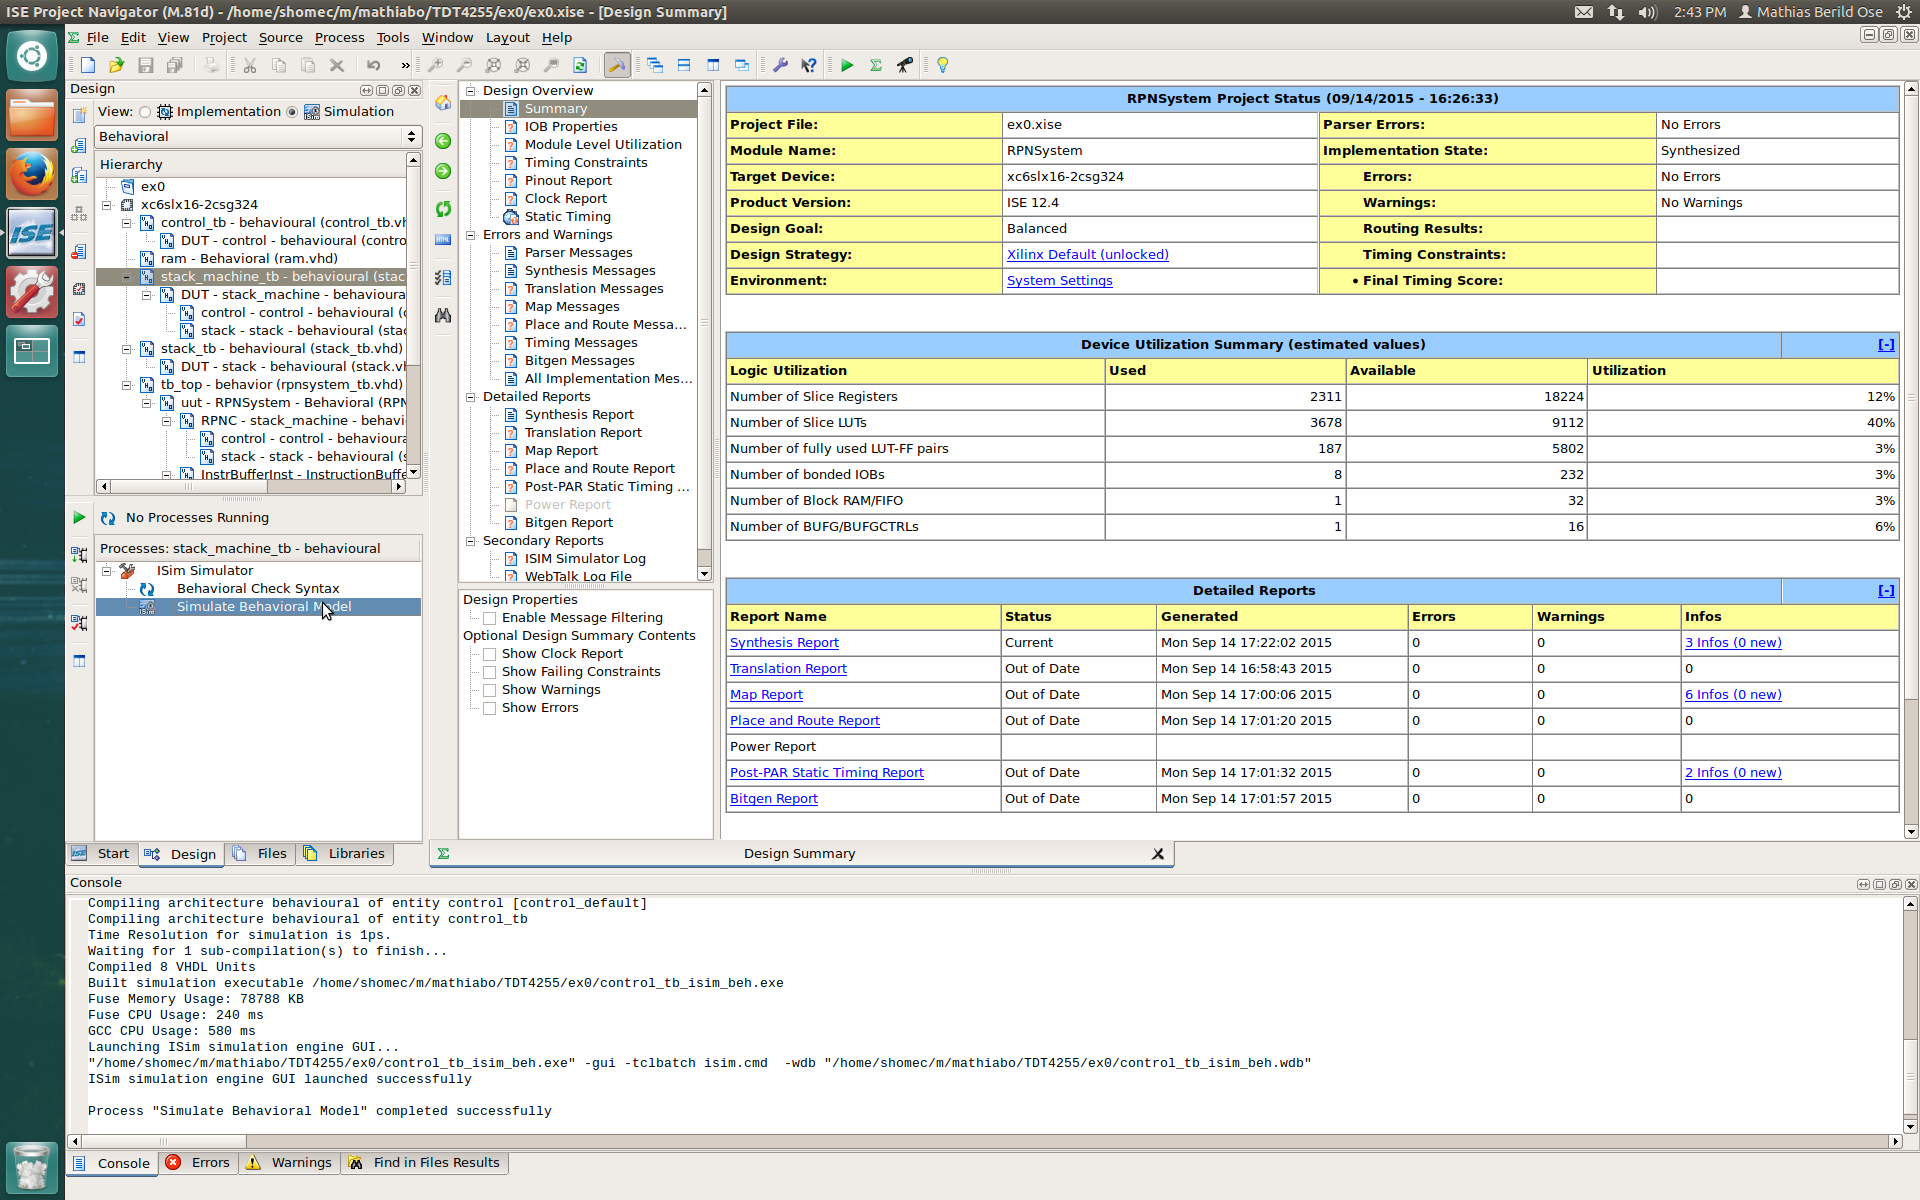 ISE Project Navigator (M.81d) - /home/shomec/m/mathiabo/TDT4255/ex0/ex0.xise - [Design Summary]
2:43 PM Mathias Berild Ose
File Edit View Project Source Process Tools Window Layout Help
Design
View: Implementation Simulation
Behavioral
Hierarchy
ex0
xc6slx16-2csg324
control_tb - behavioural (control_tb.vh
DUT - control - behavioural (contro
ram - Behavioral (ram.vhd)
stack_machine_tb - behavioural (stac
DUT - stack_machine - behavioura
control - control - behavioural (c
stack - stack - behavioural (stac
stack_tb - behavioural (stack_tb.vhd)
DUT - stack - behavioural (stack.vh
tb_top - behavior (rpnsystem_tb.vhd)
uut - RPNSystem - Behavioral (RPN
RPNC - stack_machine - behavi
control - control - behavioura
stack - stack - behavioural (s
InstrBufferInst - InstructionBuffe
No Processes Running
Processes: stack_machine_tb - behavioural
ISim Simulator
Behavioral Check Syntax
Simulate Behavioral Model
Start Design Files Libraries
Design Overview
Summary
IOB Properties
Module Level Utilization
Timing Constraints
Pinout Report
Clock Report
Static Timing
Errors and Warnings
Parser Messages
Synthesis Messages
Translation Messages
Map Messages
Place and Route Messa...
Timing Messages
Bitgen Messages
All Implementation Mes...
Detailed Reports
Synthesis Report
Translation Report
Map Report
Place and Route Report
Post-PAR Static Timing ...
Power Report
Bitgen Report
Secondary Reports
ISIM Simulator Log
WebTalk Log File
Design Properties
Enable Message Filtering
Optional Design Summary Contents
Show Clock Report
Show Failing Constraints
Show Warnings
Show Errors
RPNSystem Project Status (09/14/2015 - 16:26:33)
Project File: ex0.xise Parser Errors: No Errors
Module Name: RPNSystem Implementation State: Synthesized
Target Device: xc6slx16-2csg324 Errors: No Errors
Product Version: ISE 12.4 Warnings: No Warnings
Design Goal: Balanced Routing Results:
Design Strategy: Xilinx Default (unlocked) Timing Constraints:
Environment: System Settings • Final Timing Score:
Device Utilization Summary (estimated values) [-]
Logic Utilization Used Available Utilization
Number of Slice Registers 2311 18224 12%
Number of Slice LUTs 3678 9112 40%
Number of fully used LUT-FF pairs 187 5802 3%
Number of bonded IOBs 8 232 3%
Number of Block RAM/FIFO 1 32 3%
Number of BUFG/BUFGCTRLs 1 16 6%
Detailed Reports [-]
Report Name Status Generated Errors Warnings Infos
Synthesis Report Current Mon Sep 14 17:22:02 2015 0 0 3 Infos (0 new)
Translation Report Out of Date Mon Sep 14 16:58:43 2015 0 0 0
Map Report Out of Date Mon Sep 14 17:00:06 2015 0 0 6 Infos (0 new)
Place and Route Report Out of Date Mon Sep 14 17:01:20 2015 0 0 0
Power Report
Post-PAR Static Timing Report Out of Date Mon Sep 14 17:01:32 2015 0 0 2 Infos (0 new)
Bitgen Report Out of Date Mon Sep 14 17:01:57 2015 0 0 0
Design Summary
Console
Compiling architecture behavioural of entity control [control_default]
Compiling architecture behavioural of entity control_tb
Time Resolution for simulation is 1ps.
Waiting for 1 sub-compilation(s) to finish...
Compiled 8 VHDL Units
Built simulation executable /home/shomec/m/mathiabo/TDT4255/ex0/control_tb_isim_beh.exe
Fuse Memory Usage: 78788 KB
Fuse CPU Usage: 240 ms
GCC CPU Usage: 580 ms
Launching ISim simulation engine GUI...
"/home/shomec/m/mathiabo/TDT4255/ex0/control_tb_isim_beh.exe" -gui -tclbatch isim.cmd  -wdb "/home/shomec/m/mathiabo/TDT4255/ex0/control_tb_isim_beh.wdb"
ISim simulation engine GUI launched successfully
Process "Simulate Behavioral Model" completed successfully
Console Errors Warnings Find in Files Results